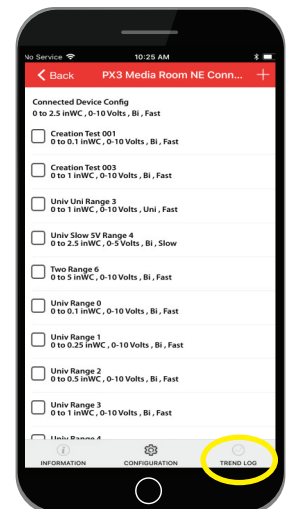 No Service 10:25 AM
Back PX3 Media Room NE Conn... +
Connected Device Config
0 to 2.5 inWC , 0-10 Volts , Bi , Fast
Creation Test 001
0 to 0.1 inWC , 0-10 Volts , Bi , Fast
Creation Test 003
0 to 1 inWC , 0-10 Volts , Bi , Fast
Univ Uni Range 3
0 to 1 inWC , 0-10 Volts , Uni , Fast
Univ Slow 5V Range 4
0 to 2.5 inWC , 0-5 Volts , Bi , Slow
Two Range 6
0 to 5 inWC , 0-10 Volts , Bi , Fast
Univ Range 0
0 to 0.1 inWC , 0-10 Volts , Bi , Fast
Univ Range 1
0 to 0.25 inWC , 0-10 Volts , Bi , Fast
Univ Range 2
0 to 0.5 inWC , 0-10 Volts , Bi , Fast
Univ Range 3
0 to 1 inWC , 0-10 Volts , Bi , Fast
Univ Range 4
INFORMATION CONFIGURATION TREND LOG